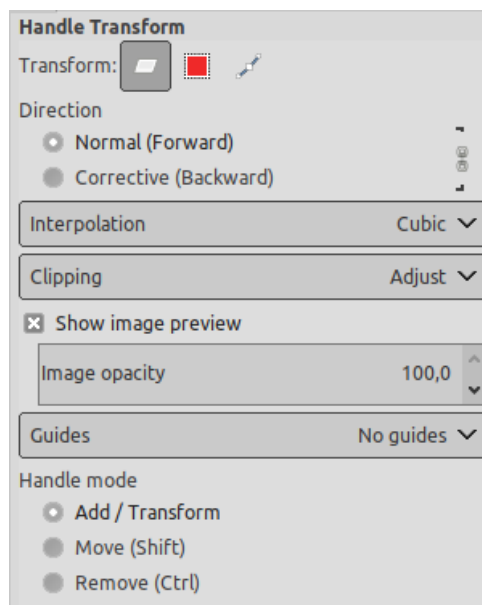 Handle Transform
Transform:
Direction
Normal (Forward)
Corrective (Backward)
Interpolation Cubic
Clipping Adjust
Show image preview
Image opacity 100,0
Guides No guides
Handle mode
Add / Transform
Move (Shift)
Remove (Ctrl)